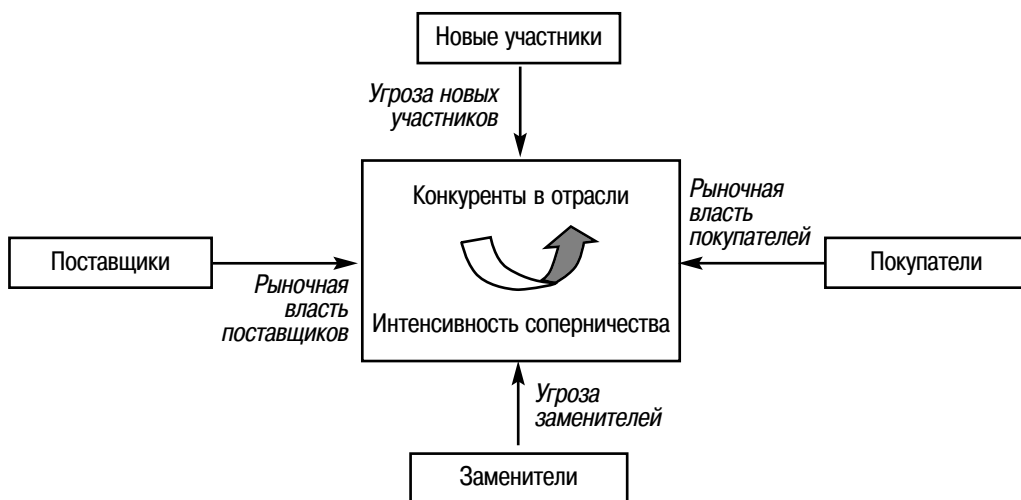 Новые участники
Угроза новых
участников
Конкуренты в отрасли
Рыночная
власть
покупателей
Поставщики
Покупатели
Рыночная
власть
поставщиков
Интенсивность соперничества
Угроза
заменителей
Заменители